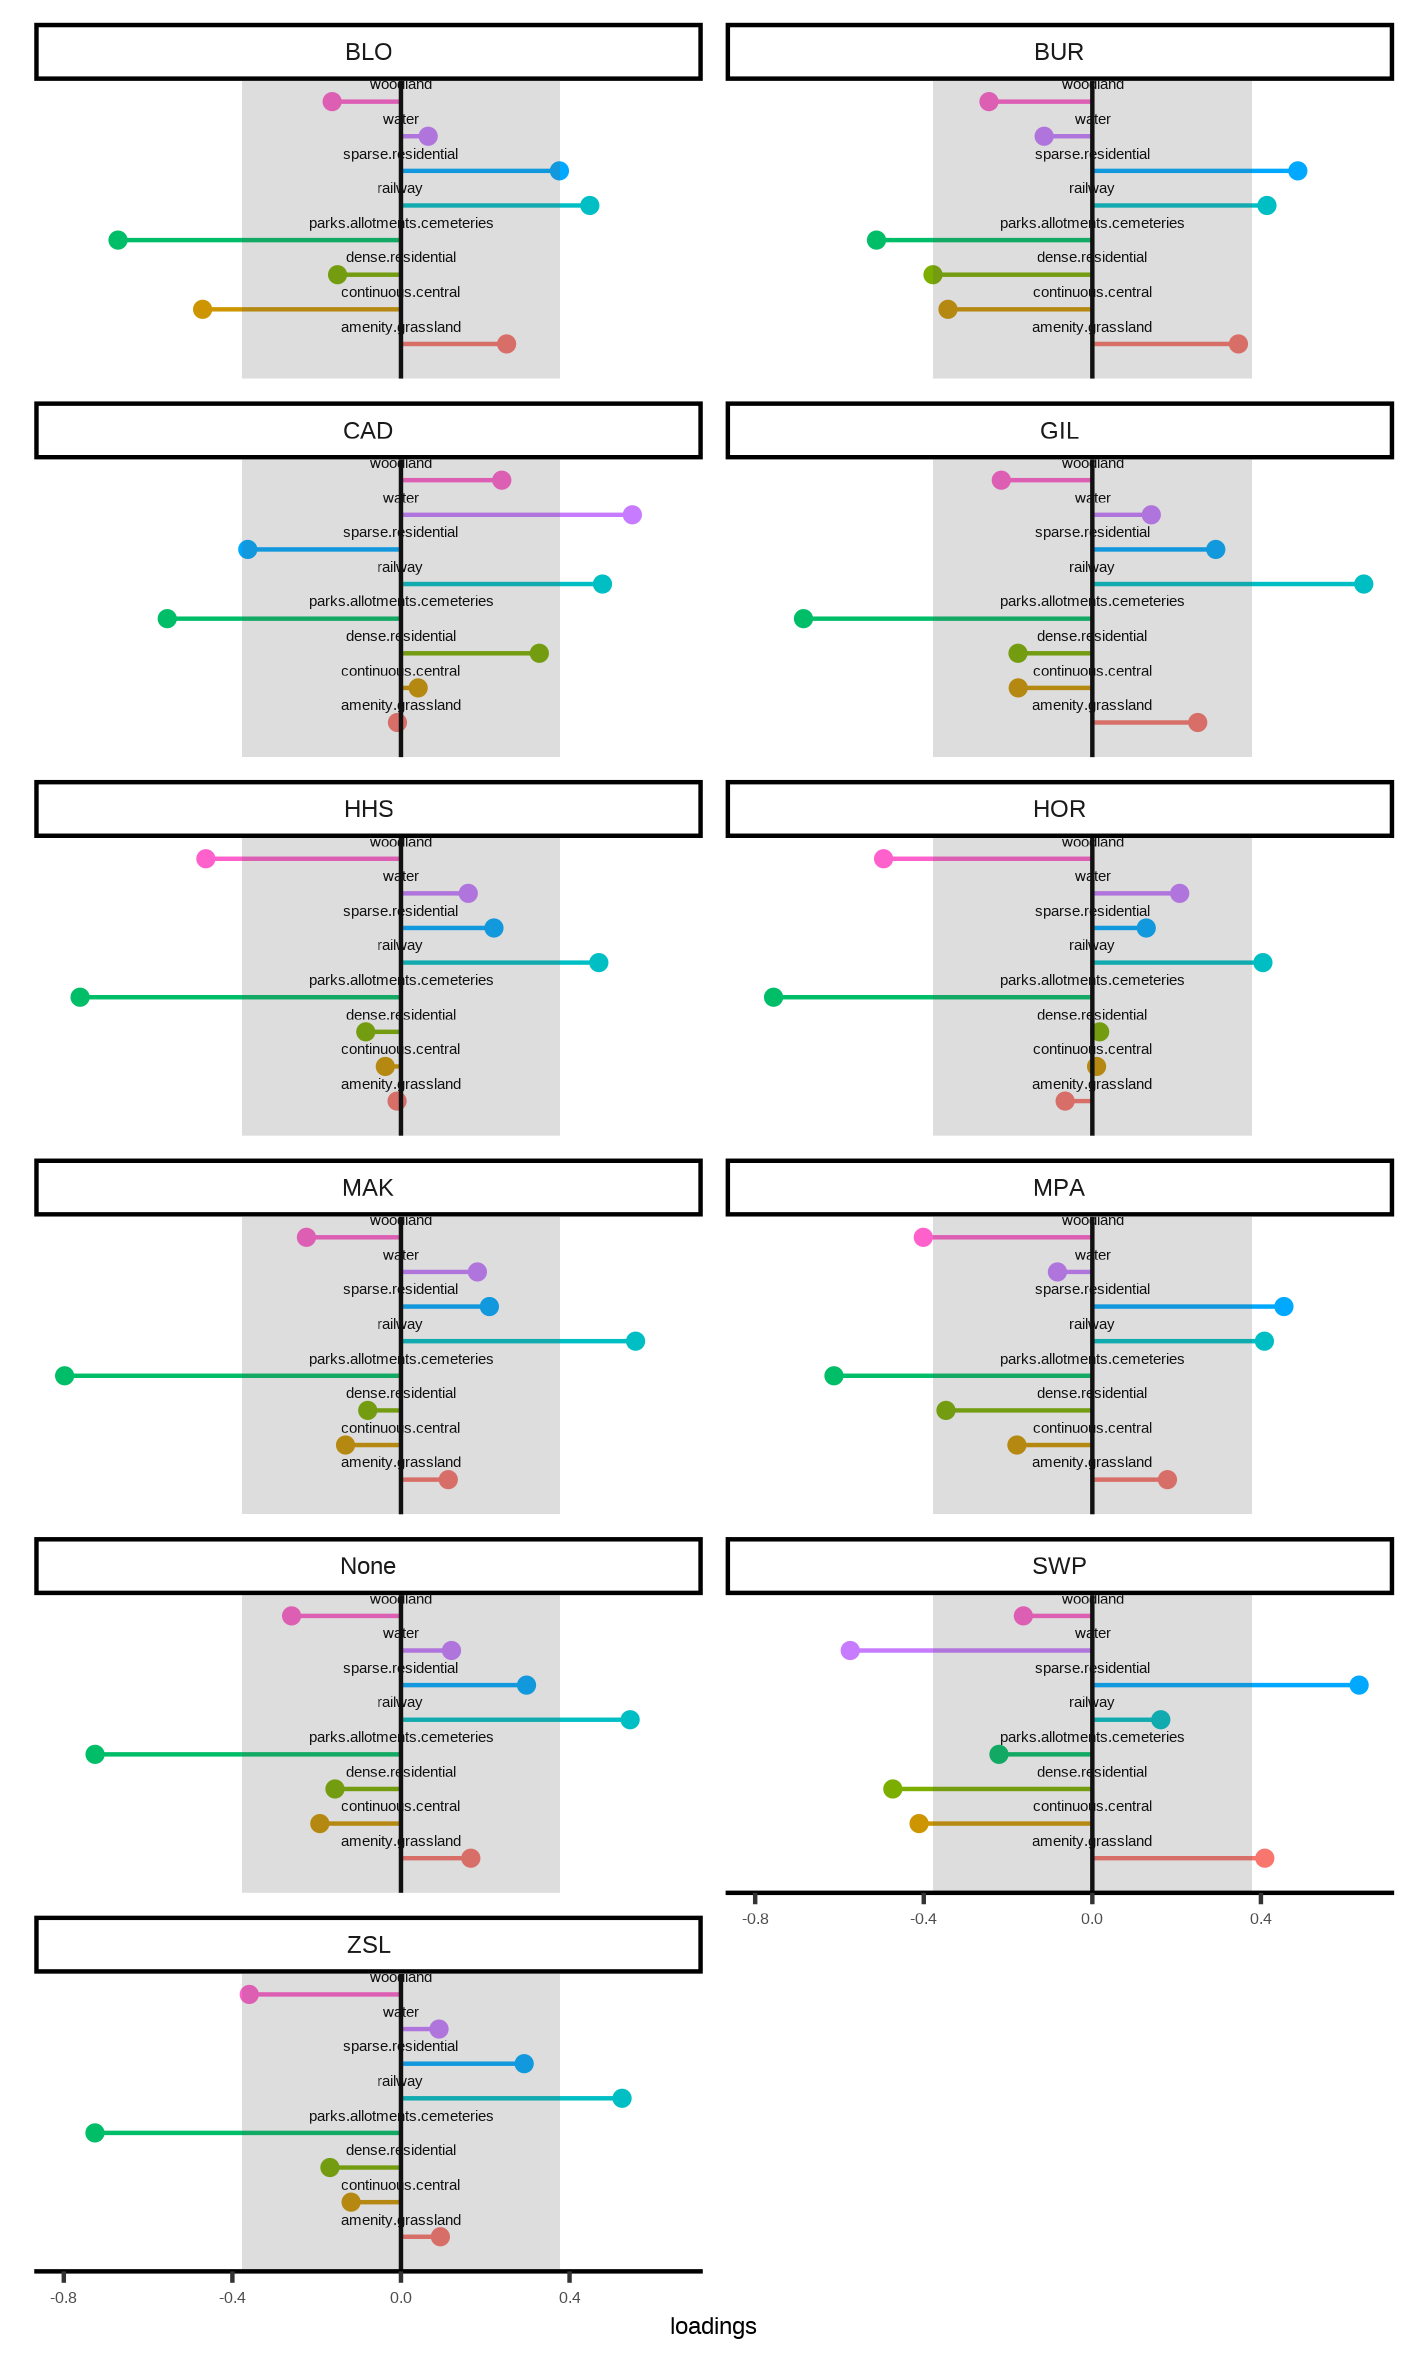 BLO
woodland
water
sparse.residential
railway
parks.allotments.cemeteries
dense.residential
continuous.central
amenity.grassland
BUR
woodland
water
sparse.residential
railway
parks.allotments.cemeteries
dense.residential
continuous.central
amenity.grassland
CAD
woodland
water
sparse.residential
railway
parks.allotments.cemeteries
dense.residential
continuous.central
amenity.grassland
GIL
woodland
water
sparse.residential
railway
parks.allotments.cemeteries
dense.residential
continuous.central
amenity.grassland
HHS
woodland
water
sparse.residential
railway
parks.allotments.cemeteries
dense.residential
continuous.central
amenity.grassland
HOR
woodland
water
sparse.residential
railway
parks.allotments.cemeteries
dense.residential
continuous.central
amenity.grassland
MAK
woodland
water
sparse.residential
railway
parks.allotments.cemeteries
dense.residential
continuous.central
amenity.grassland
MPA
woodland
water
sparse.residential
railway
parks.allotments.cemeteries
dense.residential
continuous.central
amenity.grassland
None
woodland
water
sparse.residential
railway
parks.allotments.cemeteries
dense.residential
continuous.central
amenity.grassland
SWP
woodland
water
sparse.residential
railway
parks.allotments.cemeteries
dense.residential
continuous.central
amenity.grassland
-0.8 -0.4 0.0 0.4
ZSL
woodland
water
sparse.residential
railway
parks.allotments.cemeteries
dense.residential
continuous.central
amenity.grassland
-0.8 -0.4 0.0 0.4
loadings